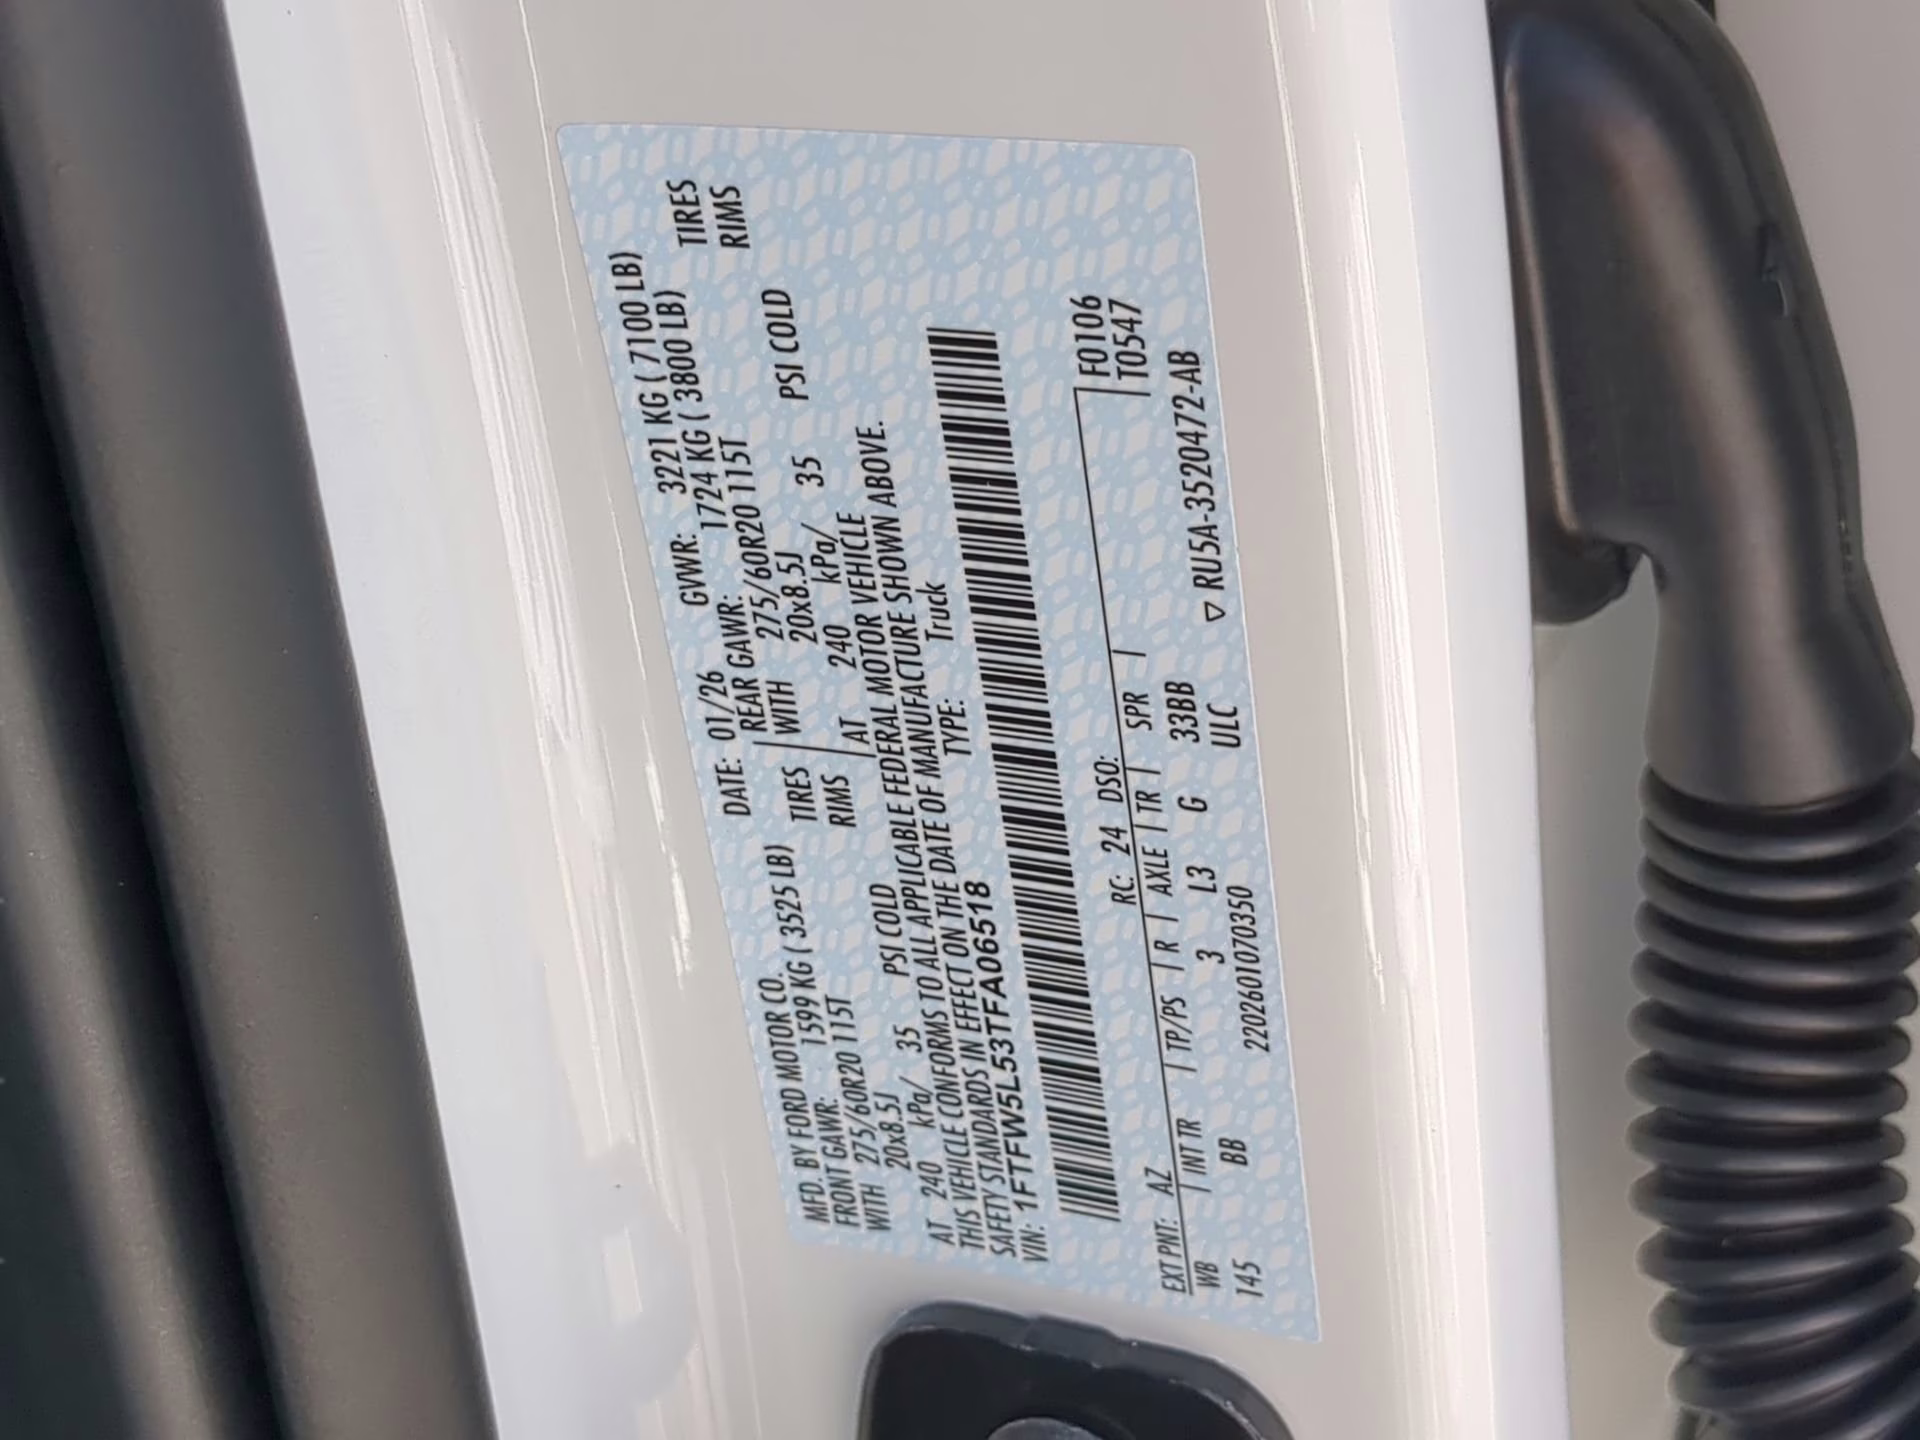 MFD. BY FORD MOTOR CO. DATE: 01/26 GVWR: 3221 KG ( 7100 LB)
FRONT GAWR: 1599 KG ( 3525 LB) REAR GAWR: 1724 KG ( 3800 LB)
WITH 275/60R20 115T TIRES WITH 275/60R20 115T TIRES
20x8.5J RIMS 20x8.5J RIMS
AT 240 kPa/ 35 PSI COLD AT 240 kPa/ 35 PSI COLD
THIS VEHICLE CONFORMS TO ALL APPLICABLE FEDERAL MOTOR VEHICLE
SAFETY STANDARDS IN EFFECT ON THE DATE OF MANUFACTURE SHOWN ABOVE.
VIN: 1FTFW5L53TFA06518 TYPE: Truck
EXT PNT: AZ RC: 24 DSO: F0106
WB INT TR TP/PS R AXLE TR SPR T0547
145 BB 3 L3 G 33BB
2202601070350 ULC ▽ RU5A-3520472-AB